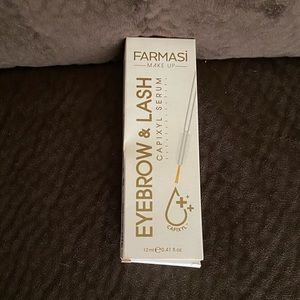 FARMASi
MAKE UP
EYEBROW & LASH
CAPIXYL SERUM
CAPIXYL
12 ml e 0.41 fl.oz.